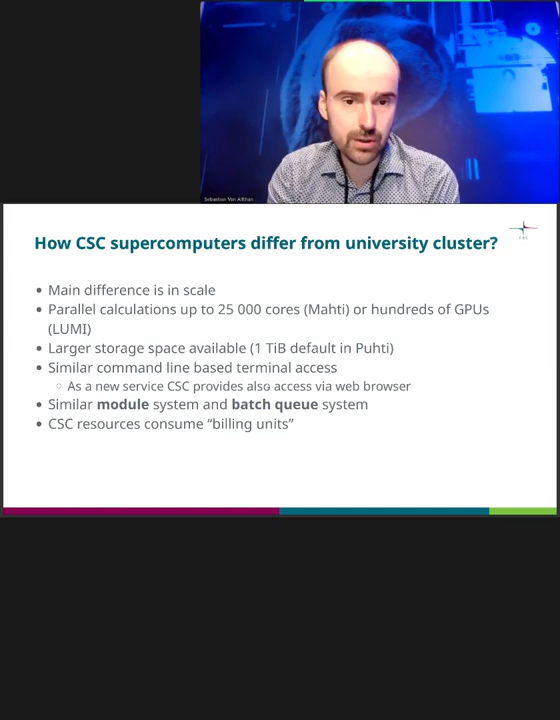 Sebastian Von Alfthan
How CSC supercomputers differ from university cluster?
CSC
• Main difference is in scale
• Parallel calculations up to 25 000 cores (Mahti) or hundreds of GPUs
(LUMI)
• Larger storage space available (1 TiB default in Puhti)
• Similar command line based terminal access
○ As a new service CSC provides also access via web browser
• Similar module system and batch queue system
• CSC resources consume “billing units”